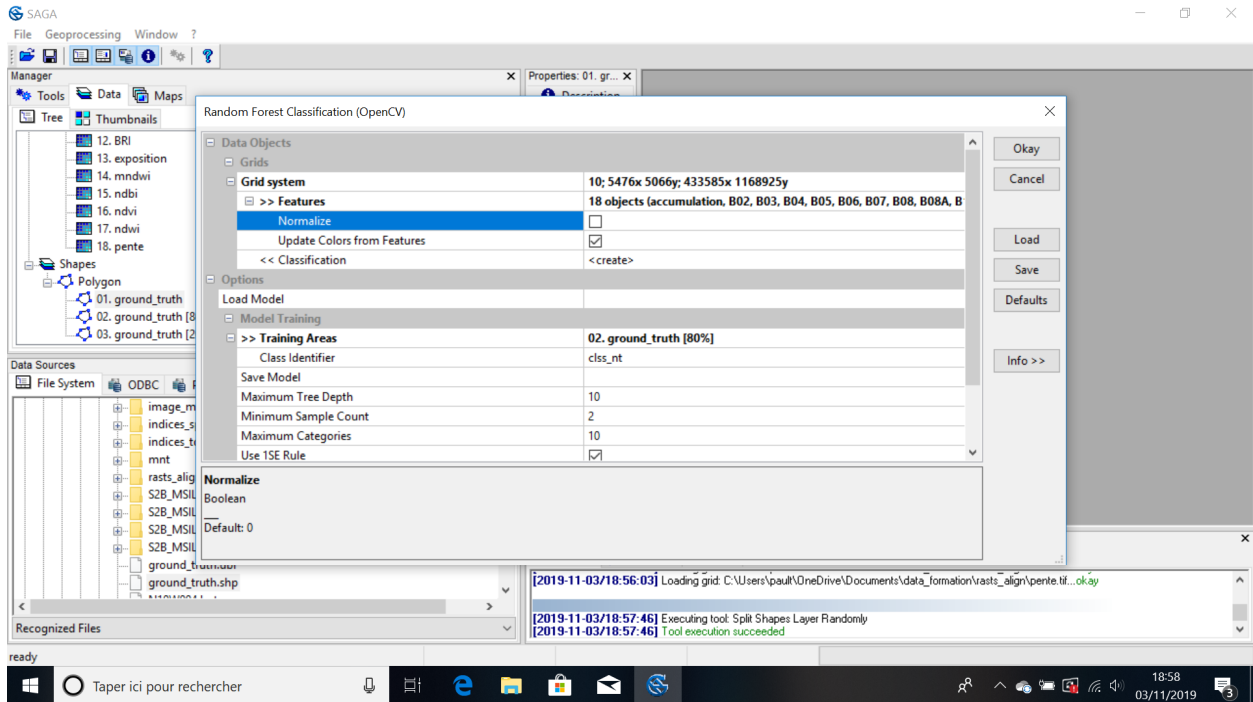 SAGA
File Geoprocessing Window ?
Manager
Properties: 01. gr...
Tools Data Maps
Description
Tree Thumbnails
12. BRI
13. exposition
14. mndwi
15. ndbi
16. ndvi
17. ndwi
18. pente
Shapes
Polygon
01. ground_truth
02. ground_truth [8
03. ground_truth [2
Data Sources
File System ODBC
image_m
indices_s
indices_t
mnt
rasts_alig
S2B_MSIL
S2B_MSIL
S2B_MSIL
S2B_MSIL
ground_truth.dbf
ground_truth.shp
Recognized Files
ready
Random Forest Classification (OpenCV)
Data Objects
Grids
Grid system 10; 5476x 5066y; 433585x 1168925y
>> Features 18 objects (accumulation, B02, B03, B04, B05, B06, B07, B08, B08A, B
Normalize
Update Colors from Features
<< Classification <create>
Options
Load Model
Model Training
>> Training Areas 02. ground_truth [80%]
Class Identifier clss_nt
Save Model
Maximum Tree Depth 10
Minimum Sample Count 2
Maximum Categories 10
Use 1SE Rule
Okay
Cancel
Load
Save
Defaults
Info >>
Normalize
Boolean
__
Default: 0
[2019-11-03/18:56:03] Loading grid: C:\Users\pault\OneDrive\Documents\data_formation\rasts_align\pente.tif...okay
[2019-11-03/18:57:46] Executing tool: Split Shapes Layer Randomly
[2019-11-03/18:57:46] Tool execution succeeded
Taper ici pour rechercher
18:58
03/11/2019
3